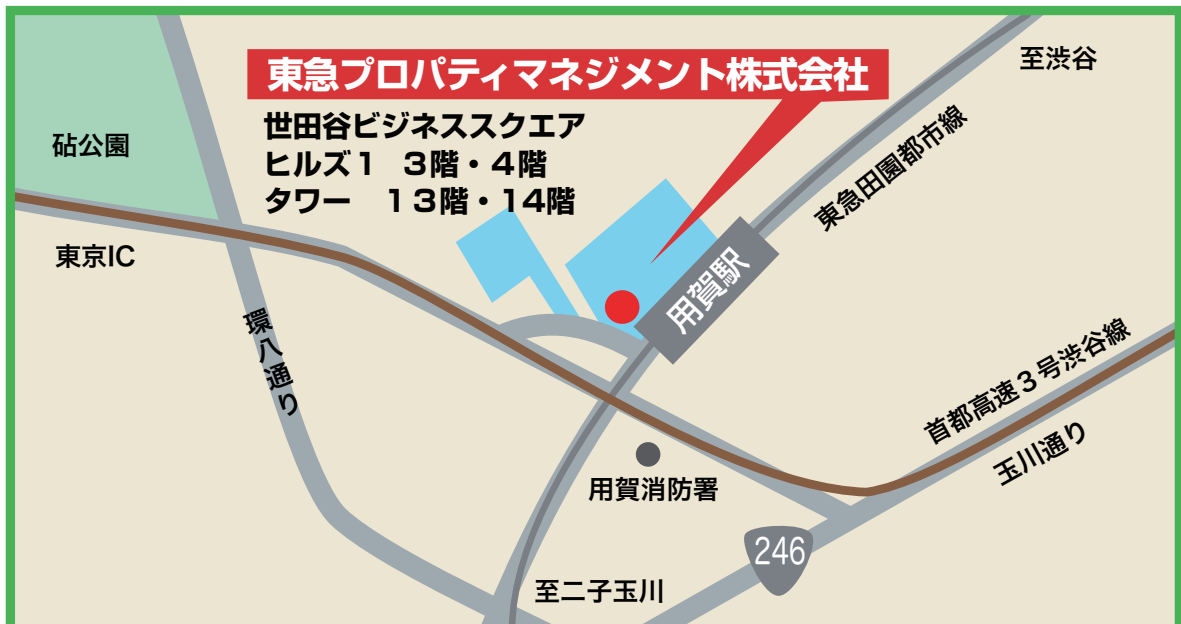 東急プロパティマネジメント株式会社
至渋谷
世田谷ビジネススクエア
ヒルズ1　3階・4階
タワー　13階・14階
砧公園
東急田園都市線
東京IC
用賀駅
環八通り
首都高速3号渋谷線
玉川通り
用賀消防署
246
至二子玉川